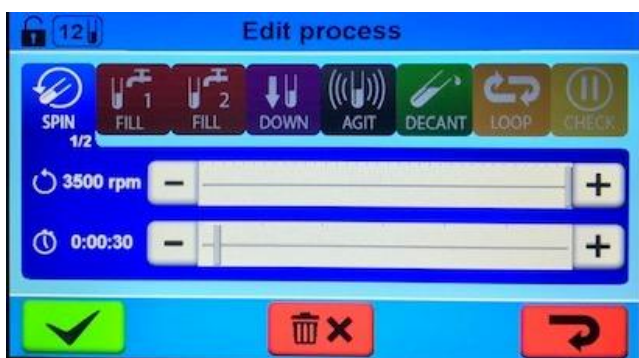 12 Edit process
SPIN FILL 1 FILL 2 DOWN AGIT DECANT LOOP CHECK
1/2
3500 rpm − +
0:00:30 − +